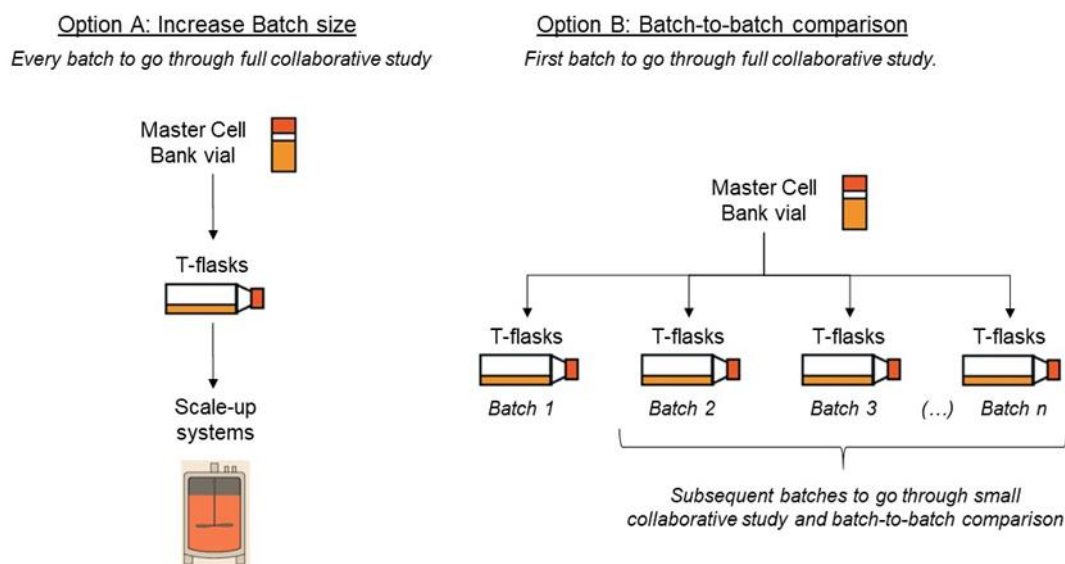 Option A: Increase Batch size
Every batch to go through full collaborative study
Master Cell
Bank vial
T-flasks
Scale-up
systems
Option B: Batch-to-batch comparison
First batch to go through full collaborative study.
Master Cell
Bank vial
T-flasks
T-flasks
T-flasks
T-flasks
Batch 1
Batch 2
Batch 3
(...)
Batch n
Subsequent batches to go through small
collaborative study and batch-to-batch comparison